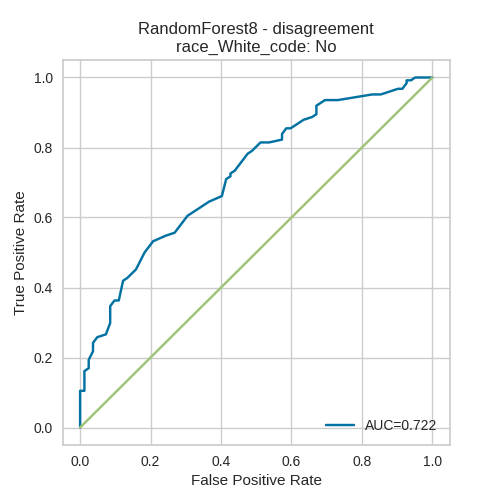 RandomForest8 - disagreement
race_White_code: No
True Positive Rate
1.0
0.8
0.6
0.4
0.2
0.0
AUC=0.722
0.0 0.2 0.4 0.6 0.8 1.0
False Positive Rate